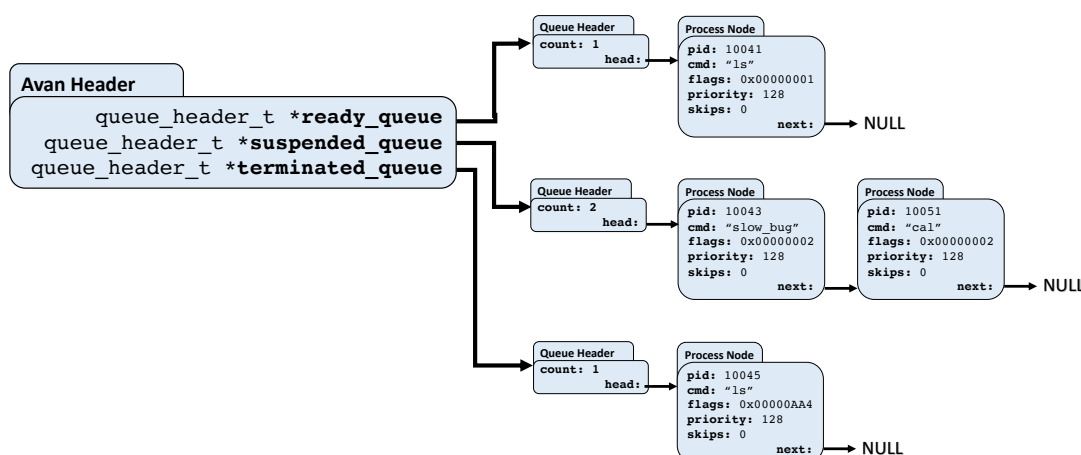 Avan Header
queue_header_t *ready_queue
queue_header_t *suspended_queue
queue_header_t *terminated_queue
Queue Header
count: 1
head:
Process Node
pid: 10041
cmd: “ls”
flags: 0x00000001
priority: 128
skips: 0
next:
NULL
Queue Header
count: 2
head:
Process Node
pid: 10043
cmd: “slow_bug”
flags: 0x00000002
priority: 128
skips: 0
next:
Process Node
pid: 10051
cmd: “cal”
flags: 0x00000002
priority: 128
skips: 0
next:
NULL
Queue Header
count: 1
head:
Process Node
pid: 10045
cmd: “ls”
flags: 0x00000AA4
priority: 128
skips: 0
next:
NULL